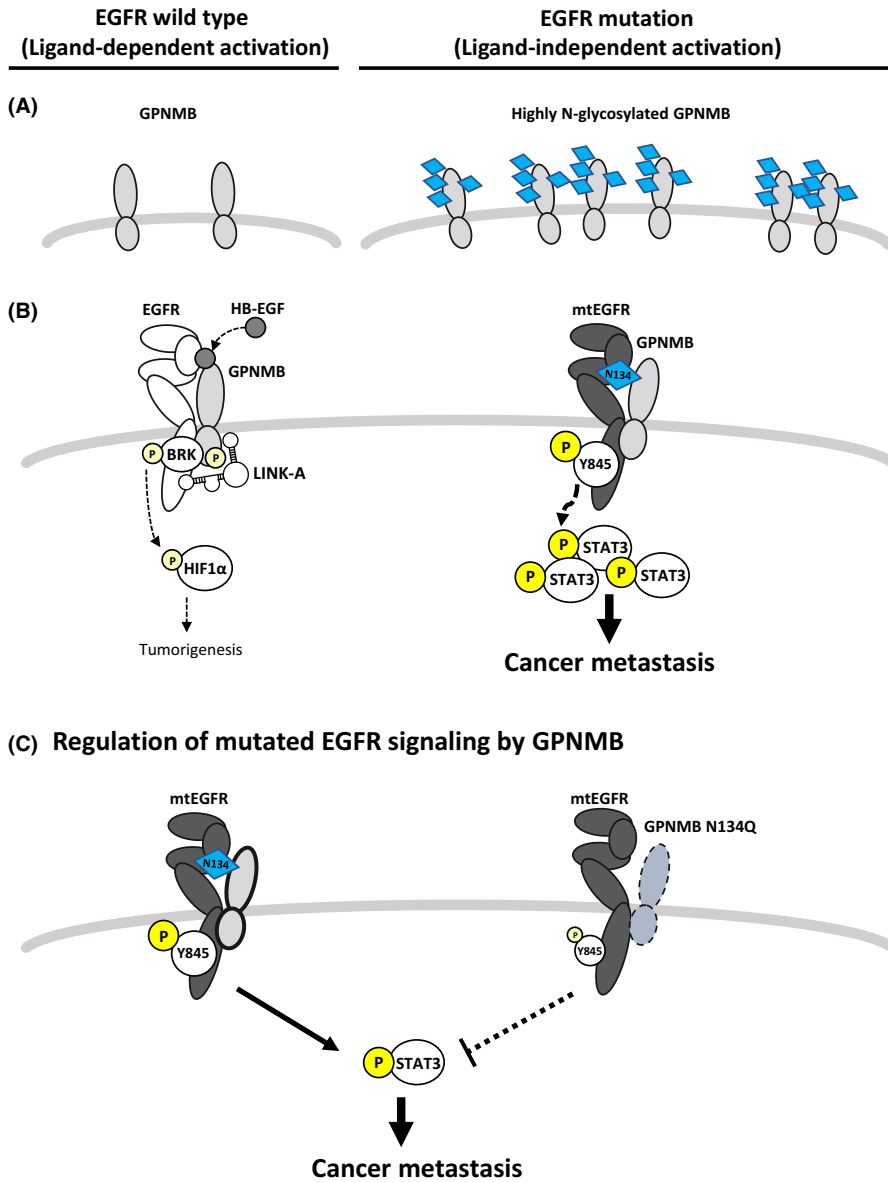 EGFR wild type
(Ligand-dependent activation)
EGFR mutation
(Ligand-independent activation)
(A)
GPNMB
Highly N-glycosylated GPNMB
(B)
EGFR
HB-EGF
GPNMB
P
BRK
P
LINK-A
P
HIF1α
Tumorigenesis
mtEGFR
GPNMB
N134
P
Y845
P
STAT3
P
STAT3
P
STAT3
Cancer metastasis
(C) Regulation of mutated EGFR signaling by GPNMB
mtEGFR
N134
P
Y845
mtEGFR
GPNMB N134Q
P
Y845
P
STAT3
Cancer metastasis